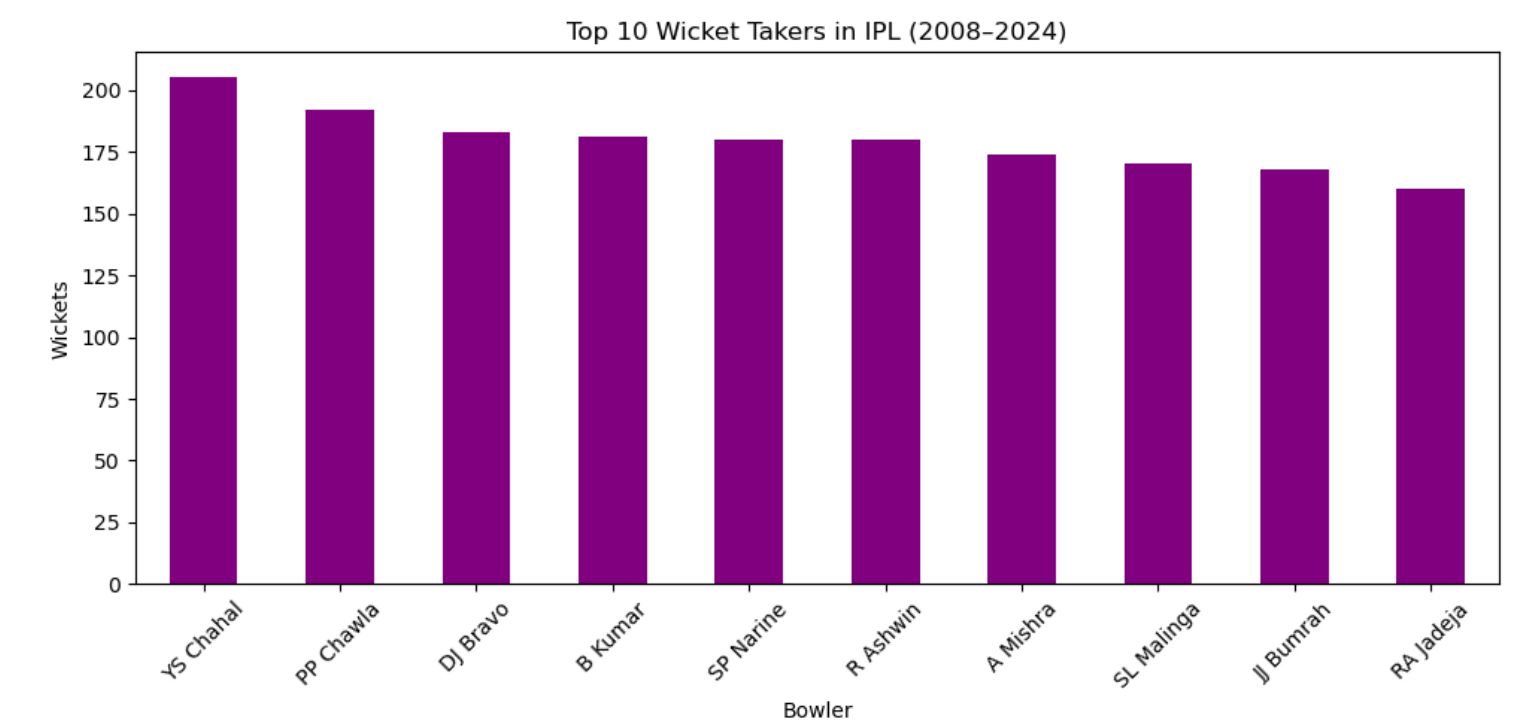 Top 10 Wicket Takers in IPL (2008–2024)
Wickets
200
175
150
125
100
75
50
25
0
YS Chahal
PP Chawla
DJ Bravo
B Kumar
SP Narine
R Ashwin
A Mishra
SL Malinga
JJ Bumrah
RA Jadeja
Bowler